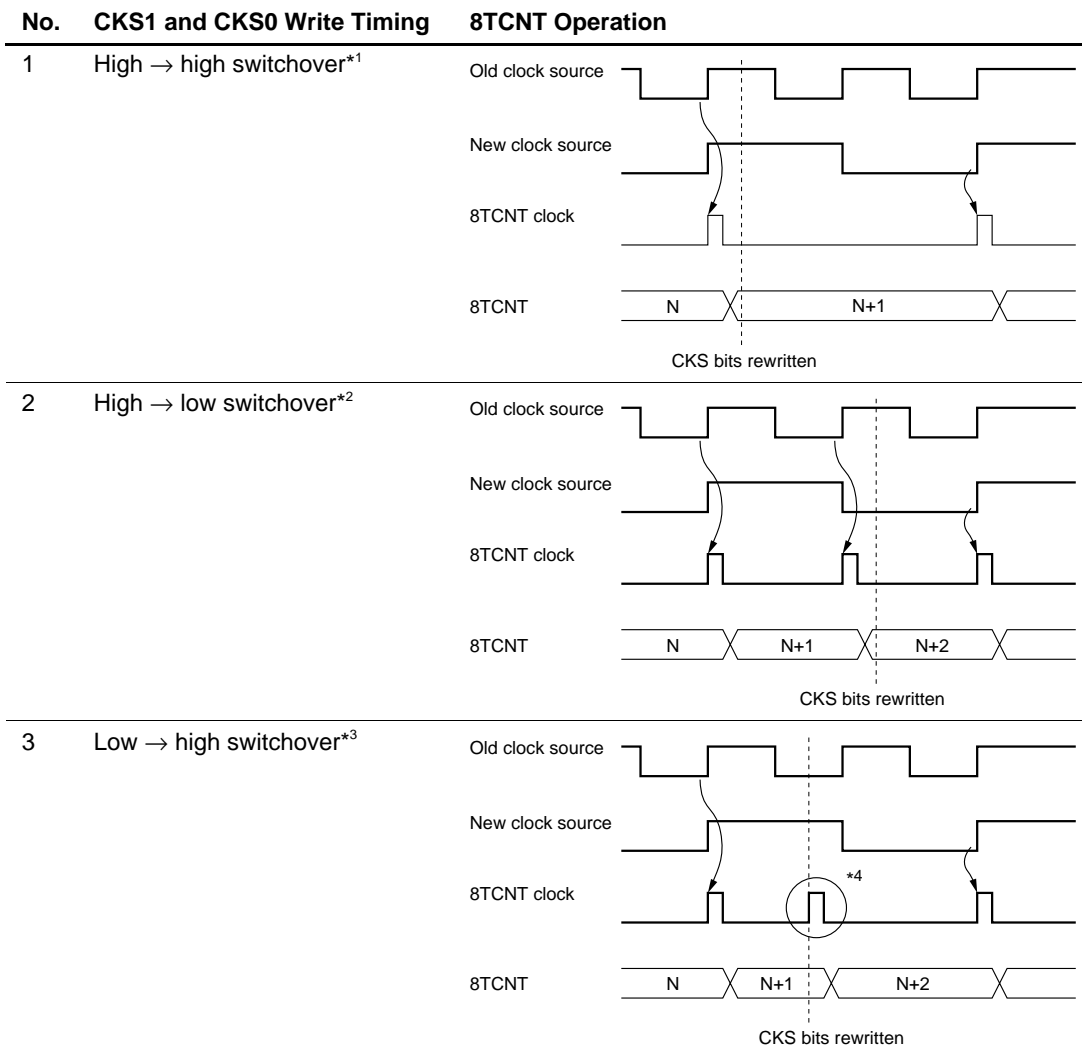 No. CKS1 and CKS0 Write Timing 8TCNT Operation
1 High → high switchover*1
Old clock source
New clock source
8TCNT clock
8TCNT N N+1
CKS bits rewritten
2 High → low switchover*2
Old clock source
New clock source
8TCNT clock
8TCNT N N+1 N+2
CKS bits rewritten
3 Low → high switchover*3
Old clock source
New clock source
*4
8TCNT clock
8TCNT N N+1 N+2
CKS bits rewritten